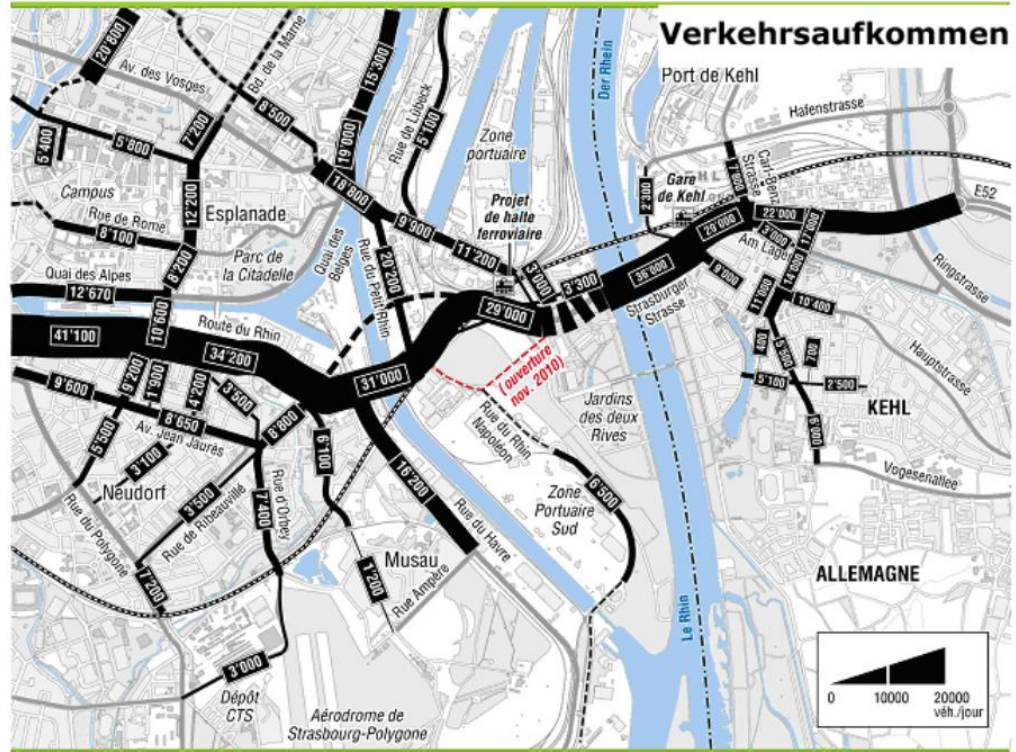 Verkehrsaufkommen
20'800
Av. des Vosges
Bd. de la Marne
8'500
15'300
Rue de Lübeck
5'100
Der Rhein
Port de Kehl
Hafenstrasse
5'400
5'800
7'200
19'000
Zone
portuaire
Campus
12'200
Esplanade
18'800
Projet
de halte
ferroviaire
Gare
de Kehl
KEHL
2'300
Carl-Benz
Strasse
E52
Rue de Rome
8'100
9'900
22'000
17'000
Parc de
la Citadelle
Quai des
Belges
Rue du Petit Rhin
20'200
11'200
3'000
Am Lage
Quai des Alpes
8'200
12'670
3'000
3'300
36'000
9'000
14'000
Ringstrasse
10'600
Route du Rhin
29'000
Strasburger
Strasse
11'000
10'400
41'100
34'200
31'000
(ouverture
nov. 2010)
5'500
Hauptstrasse
9'600
9'200
1'900
4'200
3'500
8'650
8'800
Av. Jean Jaurès
Rue du Rhin
Napoléon
Jardins
des deux
Rives
5'100
2'500
KEHL
5'500
3'100
6'100
16'200
6'000
Neudorf
3'500
Rue de Ribeauvillé
7'400
Rue d'Orbey
Rue du Polygone
Zone
Portuaire
Sud
6'500
Vogesenallee
Rue du Havre
7'200
Musau
1'200
Rue Ampère
ALLEMAGNE
Le Rhin
3'000
Dépôt
CTS
Aérodrome de
Strasbourg-Polygone
0 10000 20000
véh./jour